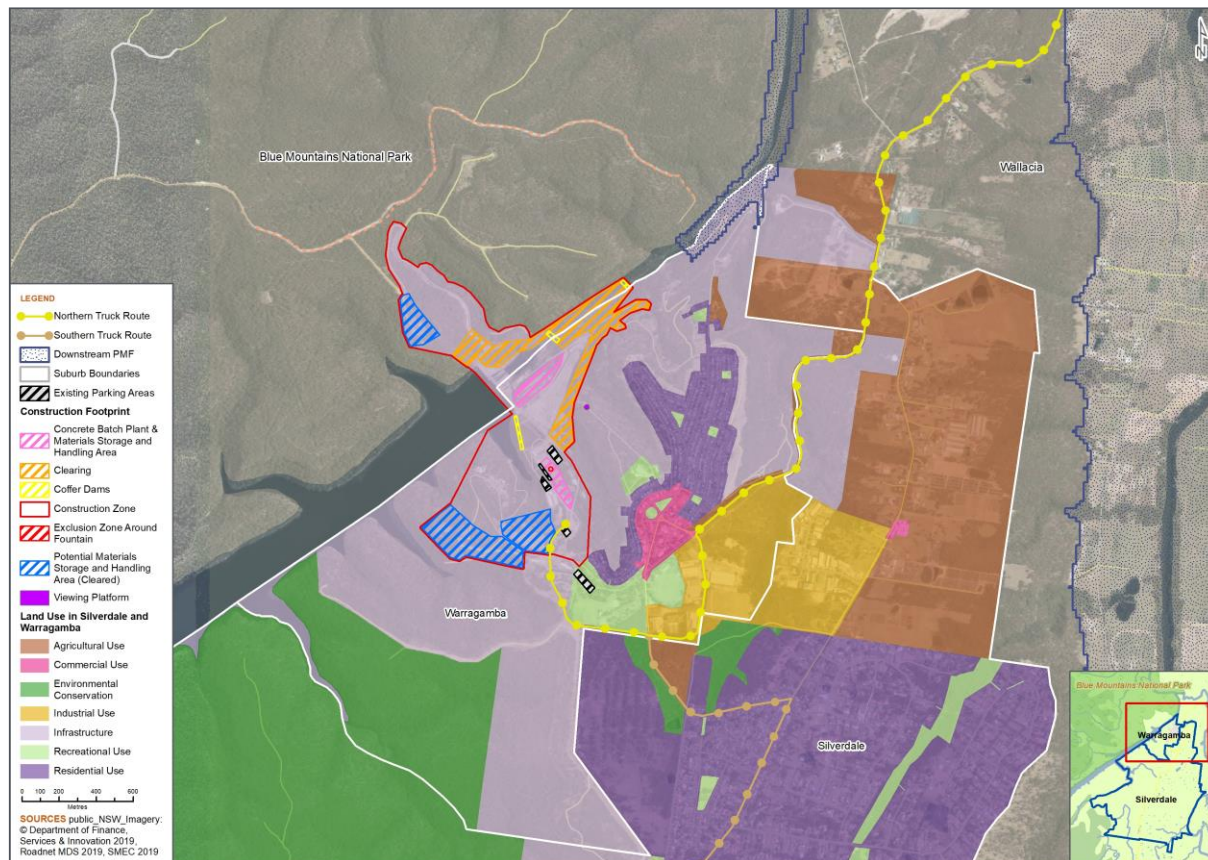 Blue Mountains National Park
Wallacia
Warragamba
Silverdale
LEGEND
Northern Truck Route
Southern Truck Route
Downstream PMF
Suburb Boundaries
Existing Parking Areas
Construction Footprint
Concrete Batch Plant &
Materials Storage and
Handling Area
Clearing
Coffer Dams
Construction Zone
Exclusion Zone Around
Fountain
Potential Materials
Storage and Handling
Area (Cleared)
Viewing Platform
Land Use in Silverdale and
Warragamba
Agricultural Use
Commercial Use
Environmental
Conservation
Industrial Use
Infrastructure
Recreational Use
Residential Use
0 100 200 400 600
Metres
SOURCES public_NSW_Imagery:
© Department of Finance,
Services & Innovation 2019,
Roadnet MDS 2019, SMEC 2019
Blue Mountains National Park
Warragamba
Silverdale